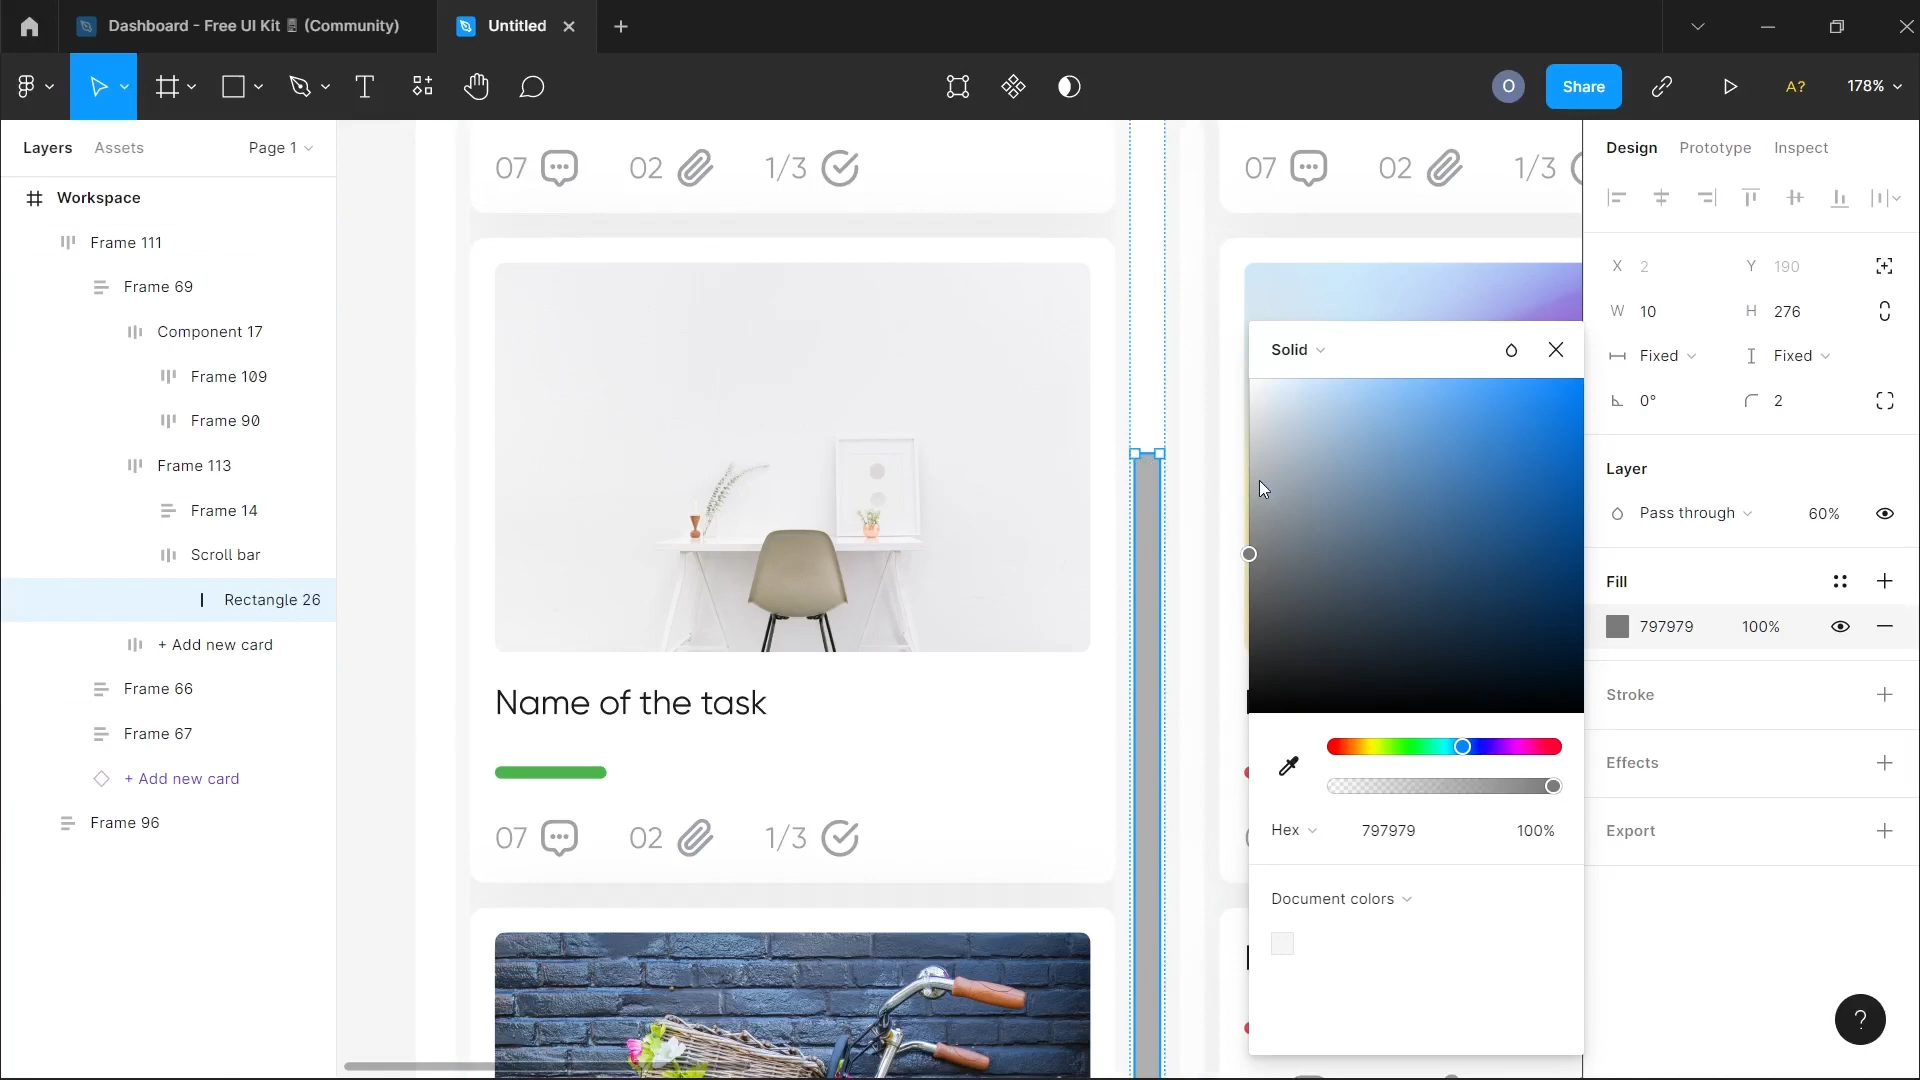 Dashboard - Free UI Kit (Community)
Untitled
O
Share
A?
178%
Layers
Assets
Page 1
Workspace
Frame 111
Frame 69
Component 17
Frame 109
Frame 90
Frame 113
Frame 14
Scroll bar
Rectangle 26
+ Add new card
Frame 66
Frame 67
+ Add new card
Frame 96
07 02 1/3
07 02 1/3
Name of the task
07 02 1/3
Solid
Hex 797979 100%
Document colors
Design Prototype Inspect
X 2 Y 190
W 10 H 276
Fixed Fixed
0° 2
Layer
Pass through 60%
Fill
797979 100%
Stroke
Effects
Export
?